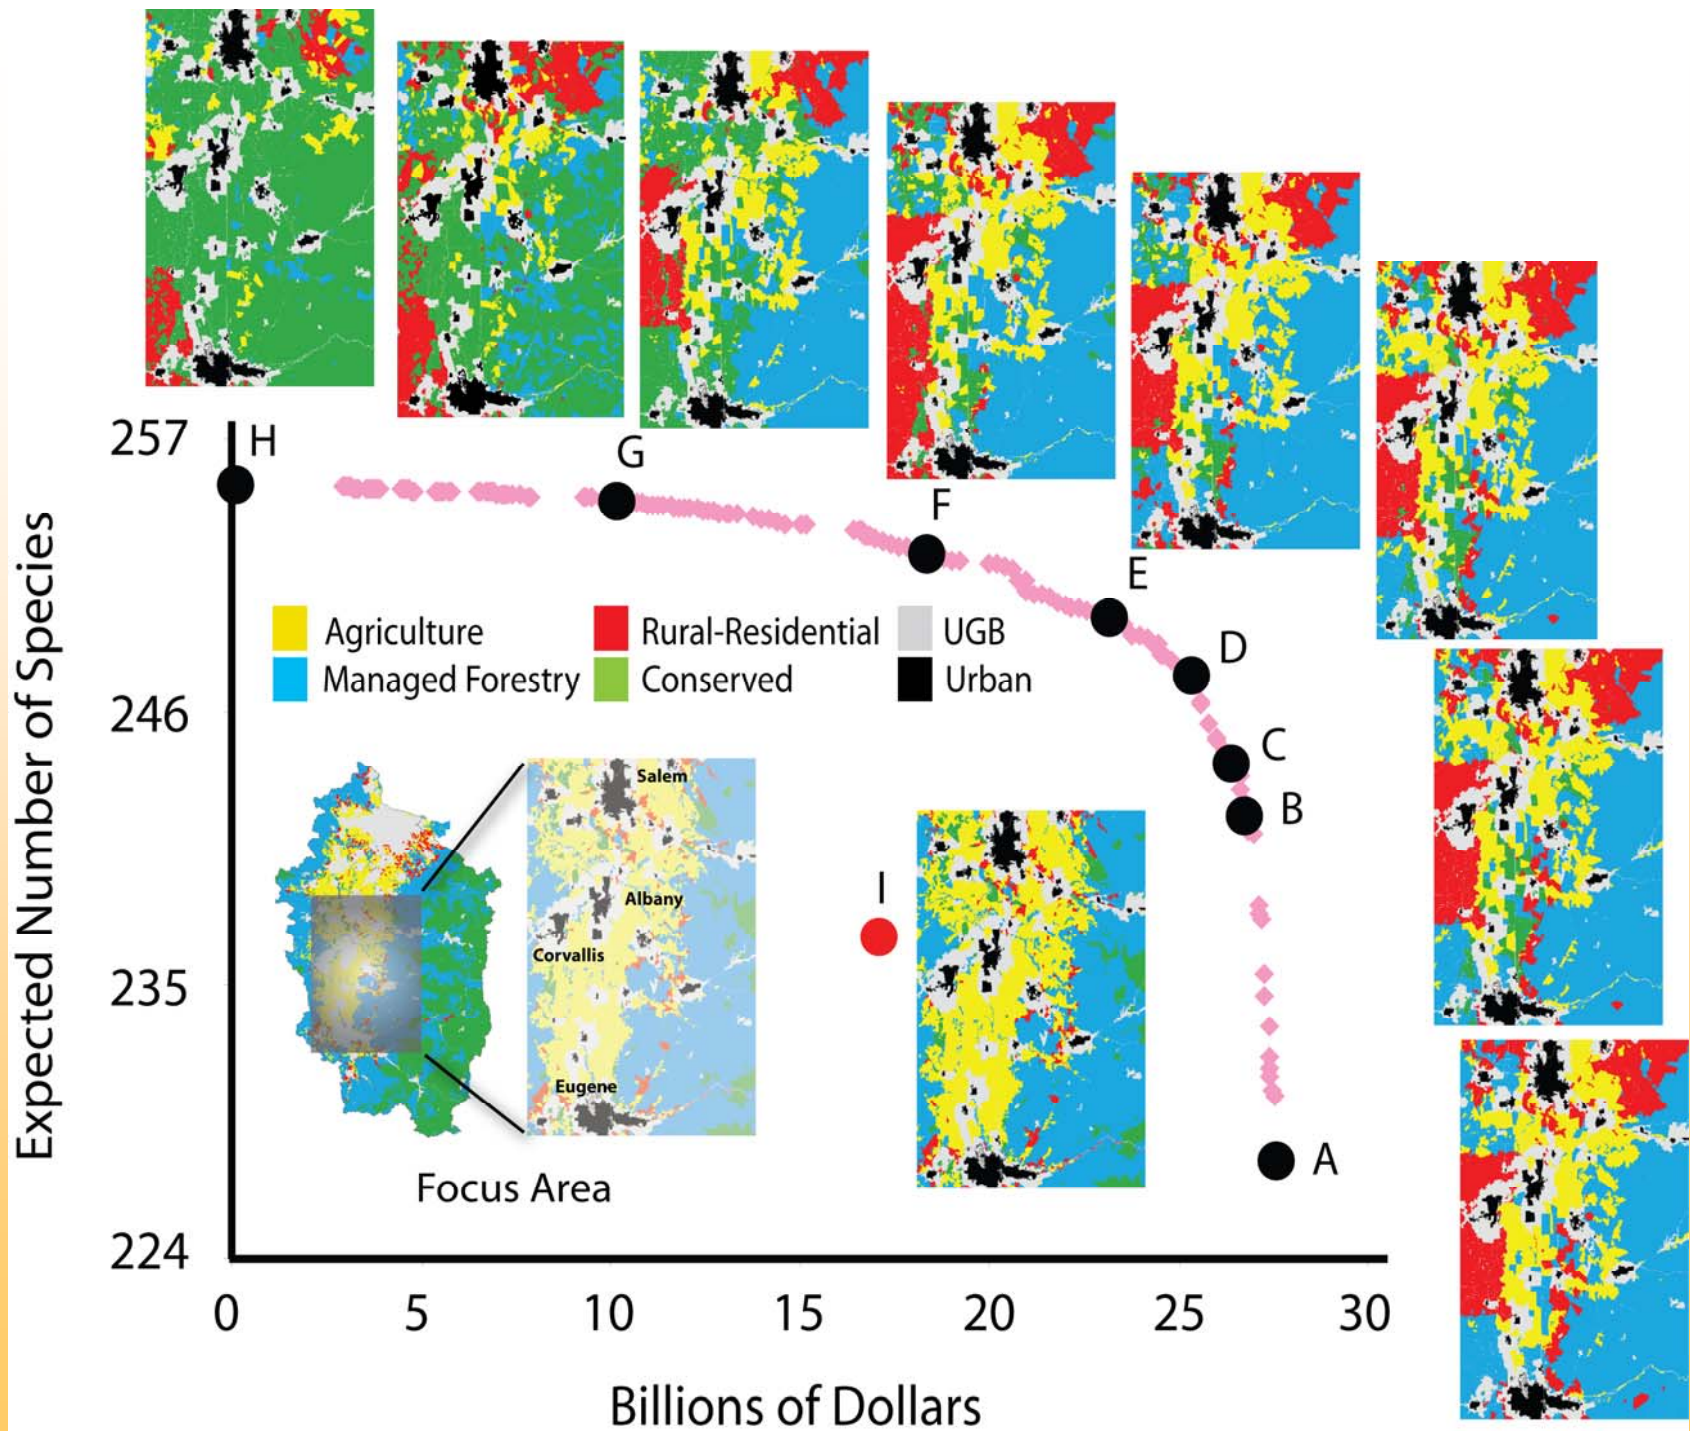 257
H
G
F
E
D
C
B
A
I
246
235
224
Expected Number of Species
Agriculture
Rural-Residential
UGB
Managed Forestry
Conserved
Urban
Salem
Albany
Corvallis
Eugene
Focus Area
0 5 10 15 20 25 30
Billions of Dollars